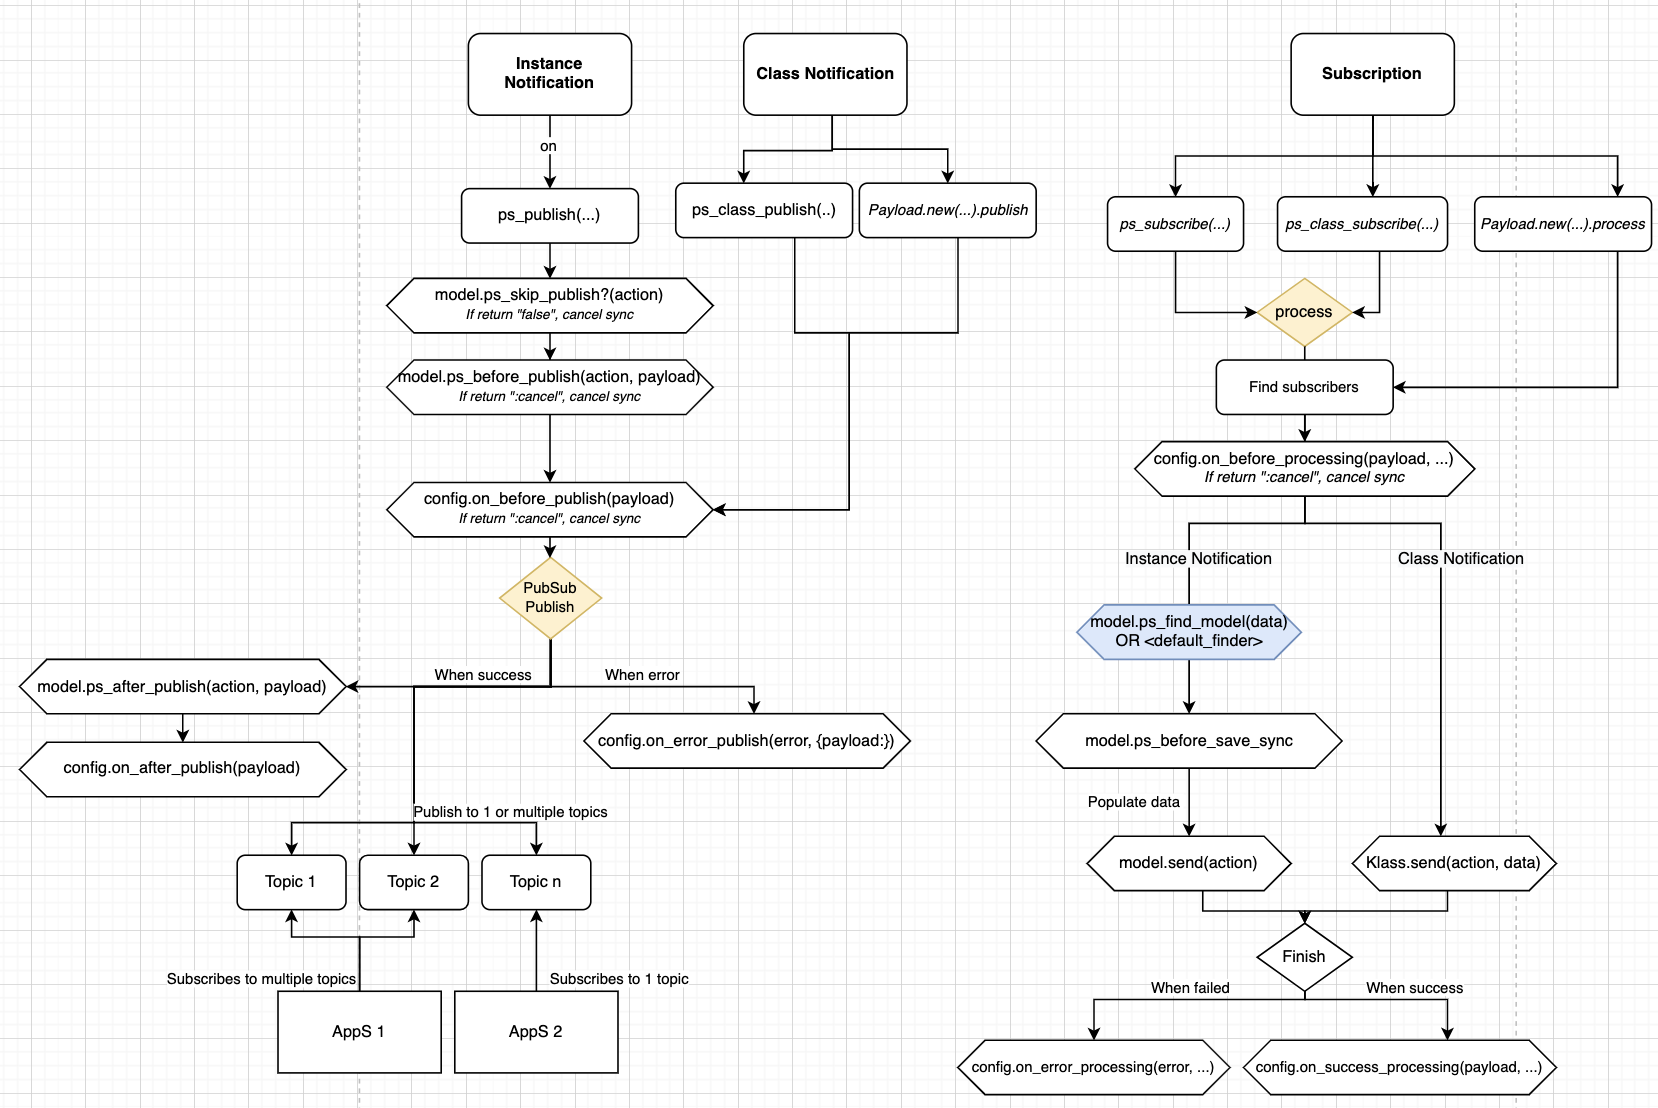 Instance
Notification
Class Notification
Subscription
on
ps_publish(...)
ps_class_publish(..)
Payload.new(...).publish
ps_subscribe(...)
ps_class_subscribe(...)
Payload.new(...).process
model.ps_skip_publish?(action)
If return "false", cancel sync
process
model.ps_before_publish(action, payload)
If return ":cancel", cancel sync
Find subscribers
config.on_before_publish(payload)
If return ":cancel", cancel sync
config.on_before_processing(payload, ...)
If return ":cancel", cancel sync
PubSub
Publish
Instance Notification
Class Notification
model.ps_find_model(data)
OR <default_finder>
When success
When error
model.ps_after_publish(action, payload)
config.on_error_publish(error, {payload:})
model.ps_before_save_sync
config.on_after_publish(payload)
Populate data
Publish to 1 or multiple topics
Topic 1
Topic 2
Topic n
model.send(action)
Klass.send(action, data)
Subscribes to multiple topics
Subscribes to 1 topic
Finish
When failed
When success
AppS 1
AppS 2
config.on_error_processing(error, ...)
config.on_success_processing(payload, ...)